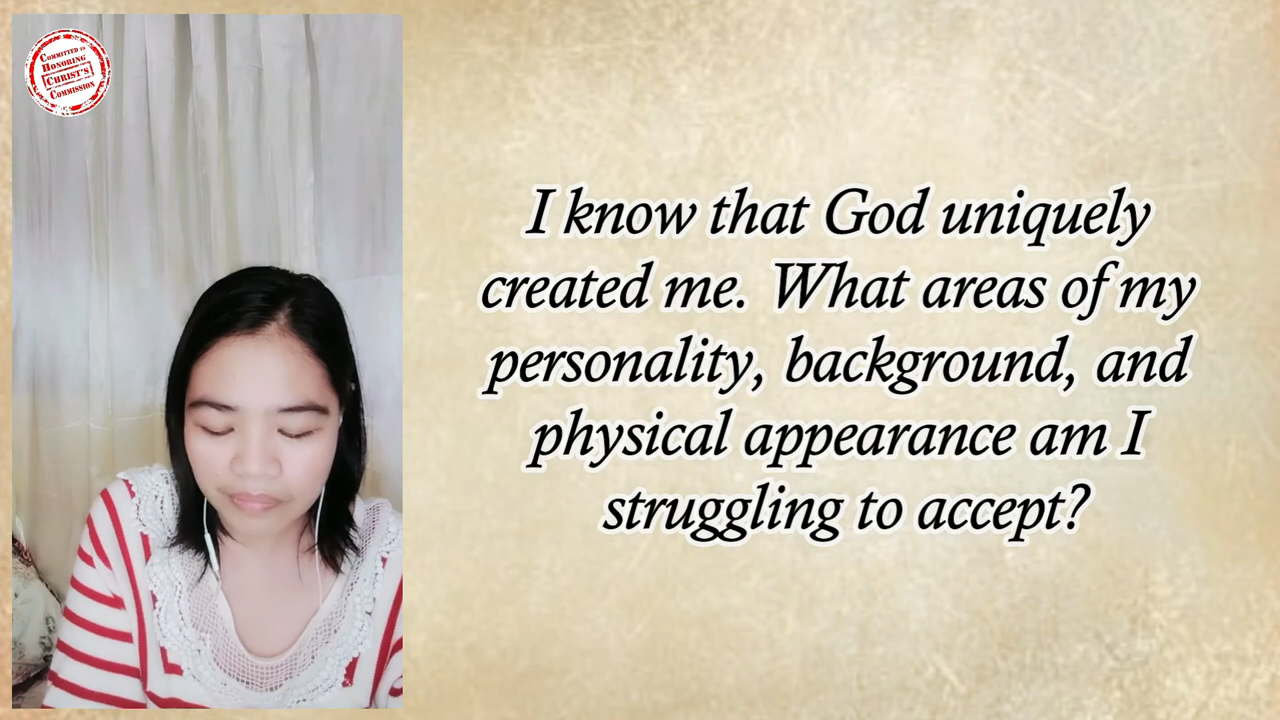 COMMITTED TO
HONORING
CHRIST'S
COMMISSION
I know that God uniquely
created me. What areas of my
personality, background, and
physical appearance am I
struggling to accept?